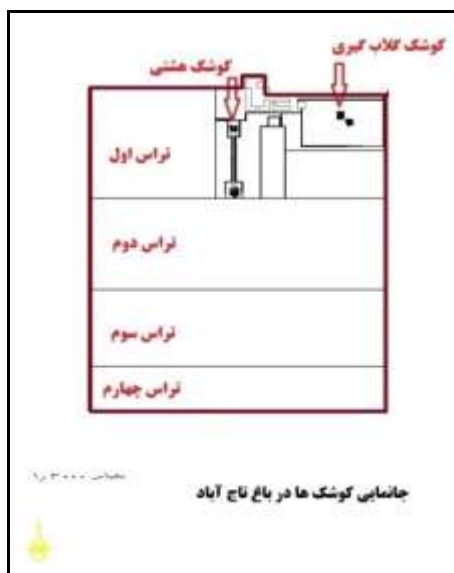 کوشک گلاب گیری
کوشک هشتی
تراس اول
تراس دوم
تراس سوم
تراس چهارم
جانمایی کوشک ها در باغ تاج آباد